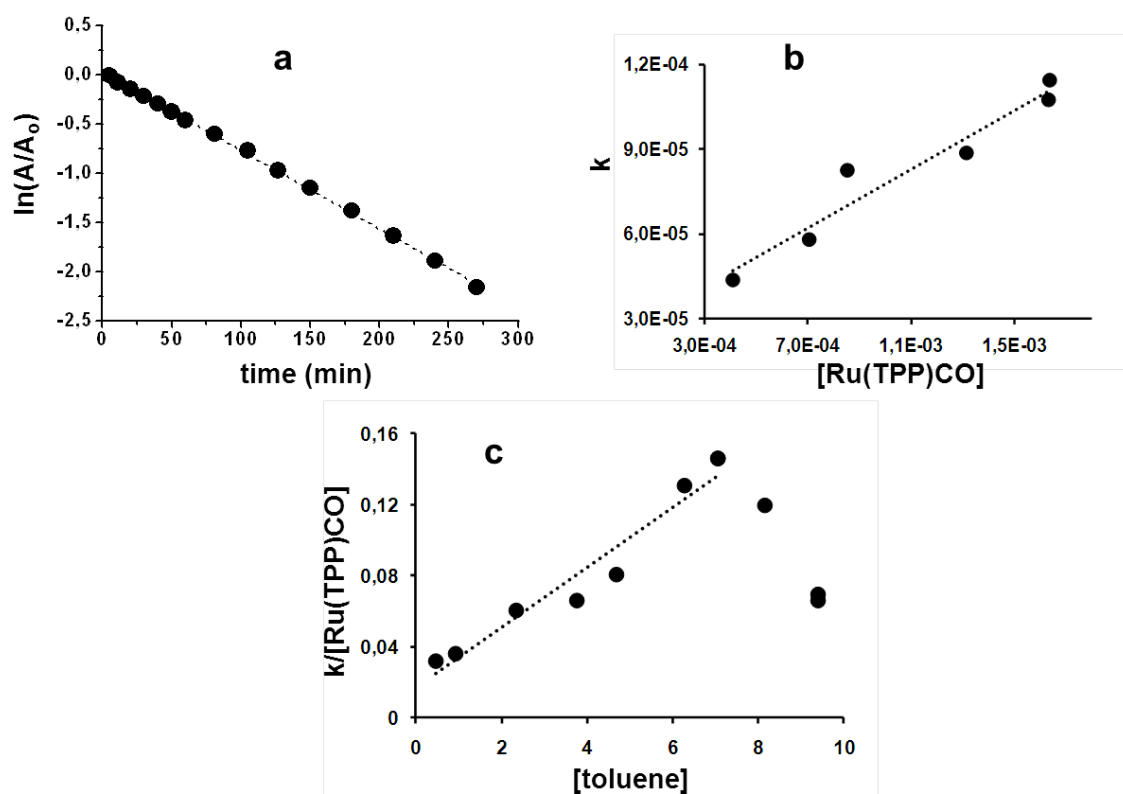 a
ln(A/Aₒ)
0,5
0,0
-0,5
-1,0
-1,5
-2,0
-2,5
0 50 100 150 200 250 300
time (min)
b
k
1,2E-04
9,0E-05
6,0E-05
3,0E-05
3,0E-04 7,0E-04 1,1E-03 1,5E-03
[Ru(TPP)CO]
c
k/[Ru(TPP)CO]
0,16
0,12
0,08
0,04
0
0 2 4 6 8 10
[toluene]